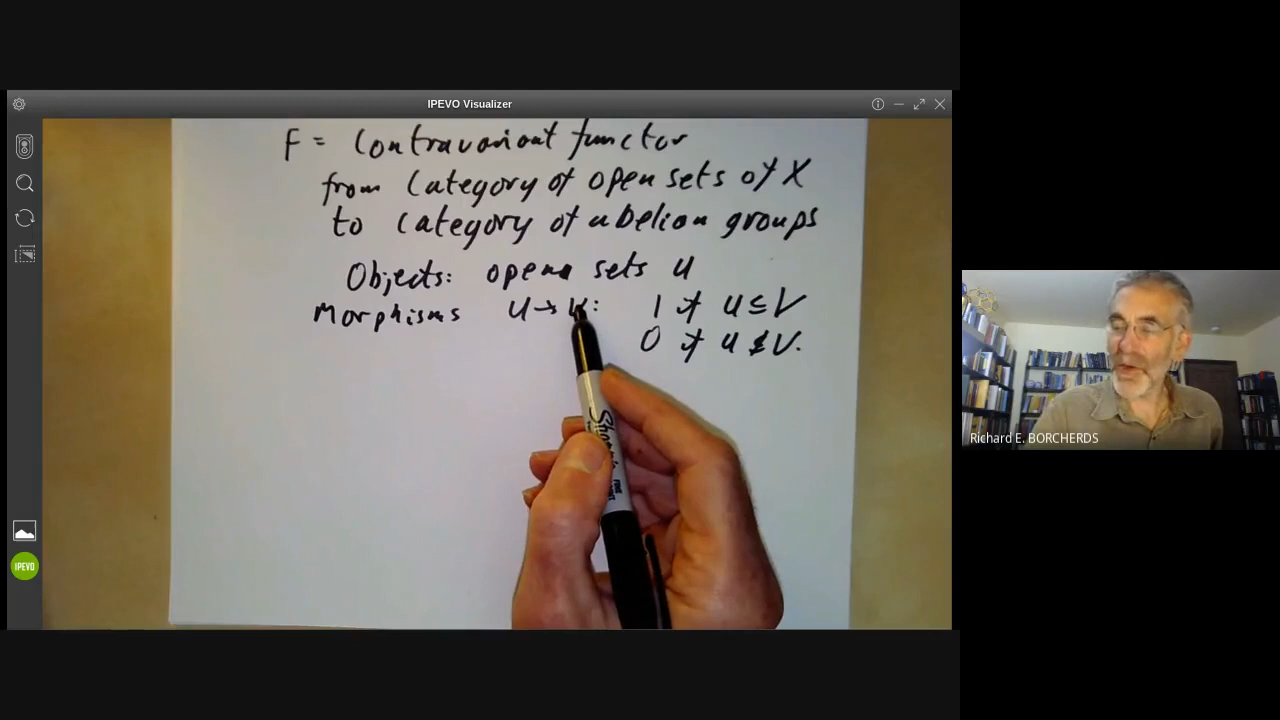 IPEVO Visualizer
F = Contravariant functor
from category of open sets of X
to category of abelian groups
Objects: open sets U
Morphisms U → V: 1 if U ⊆ V
0 if U ⊈ V.
Sharpie
IPEVO
Richard E. BORCHERDS